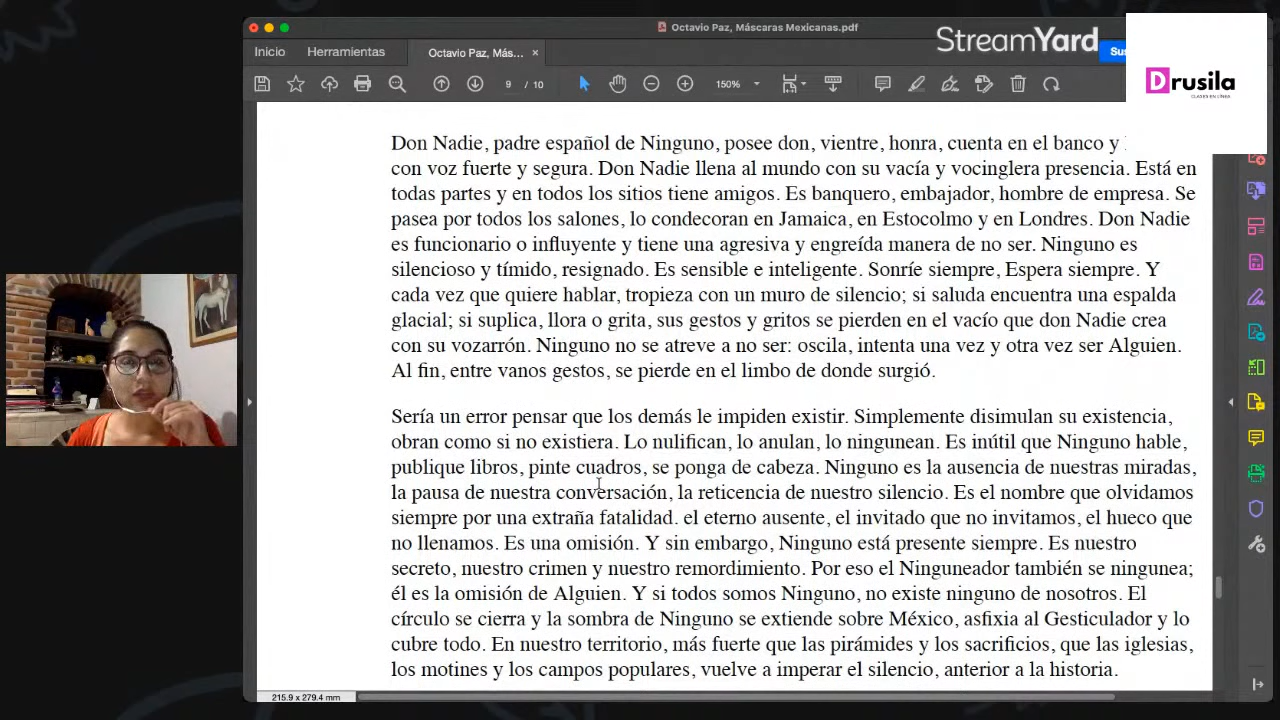 Octavio Paz, Máscaras Mexicanas.pdf
StreamYard
Inicio
Herramientas
Octavio Paz, Más...
Drusila
CLASES EN LÍNEA
9 / 10
150%
Don Nadie, padre español de Ninguno, posee don, vientre, honra, cuenta en el banco y
con voz fuerte y segura. Don Nadie llena al mundo con su vacía y vocinglera presencia. Está en
todas partes y en todos los sitios tiene amigos. Es banquero, embajador, hombre de empresa. Se
pasea por todos los salones, lo condecoran en Jamaica, en Estocolmo y en Londres. Don Nadie
es funcionario o influyente y tiene una agresiva y engreída manera de no ser. Ninguno es
silencioso y tímido, resignado. Es sensible e inteligente. Sonríe siempre, Espera siempre. Y
cada vez que quiere hablar, tropieza con un muro de silencio; si saluda encuentra una espalda
glacial; si suplica, llora o grita, sus gestos y gritos se pierden en el vacío que don Nadie crea
con su vozarrón. Ninguno no se atreve a no ser: oscila, intenta una vez y otra vez ser Alguien.
Al fin, entre vanos gestos, se pierde en el limbo de donde surgió.
Sería un error pensar que los demás le impiden existir. Simplemente disimulan su existencia,
obran como si no existiera. Lo nulifican, lo anulan, lo ningunean. Es inútil que Ninguno hable,
publique libros, pinte cuadros, se ponga de cabeza. Ninguno es la ausencia de nuestras miradas,
la pausa de nuestra conversación, la reticencia de nuestro silencio. Es el nombre que olvidamos
siempre por una extraña fatalidad. el eterno ausente, el invitado que no invitamos, el hueco que
no llenamos. Es una omisión. Y sin embargo, Ninguno está presente siempre. Es nuestro
secreto, nuestro crimen y nuestro remordimiento. Por eso el Ninguneador también se ningunea;
él es la omisión de Alguien. Y si todos somos Ninguno, no existe ninguno de nosotros. El
círculo se cierra y la sombra de Ninguno se extiende sobre México, asfixia al Gesticulador y lo
cubre todo. En nuestro territorio, más fuerte que las pirámides y los sacrificios, que las iglesias,
los motines y los campos populares, vuelve a imperar el silencio, anterior a la historia.
215.9 x 279.4 mm